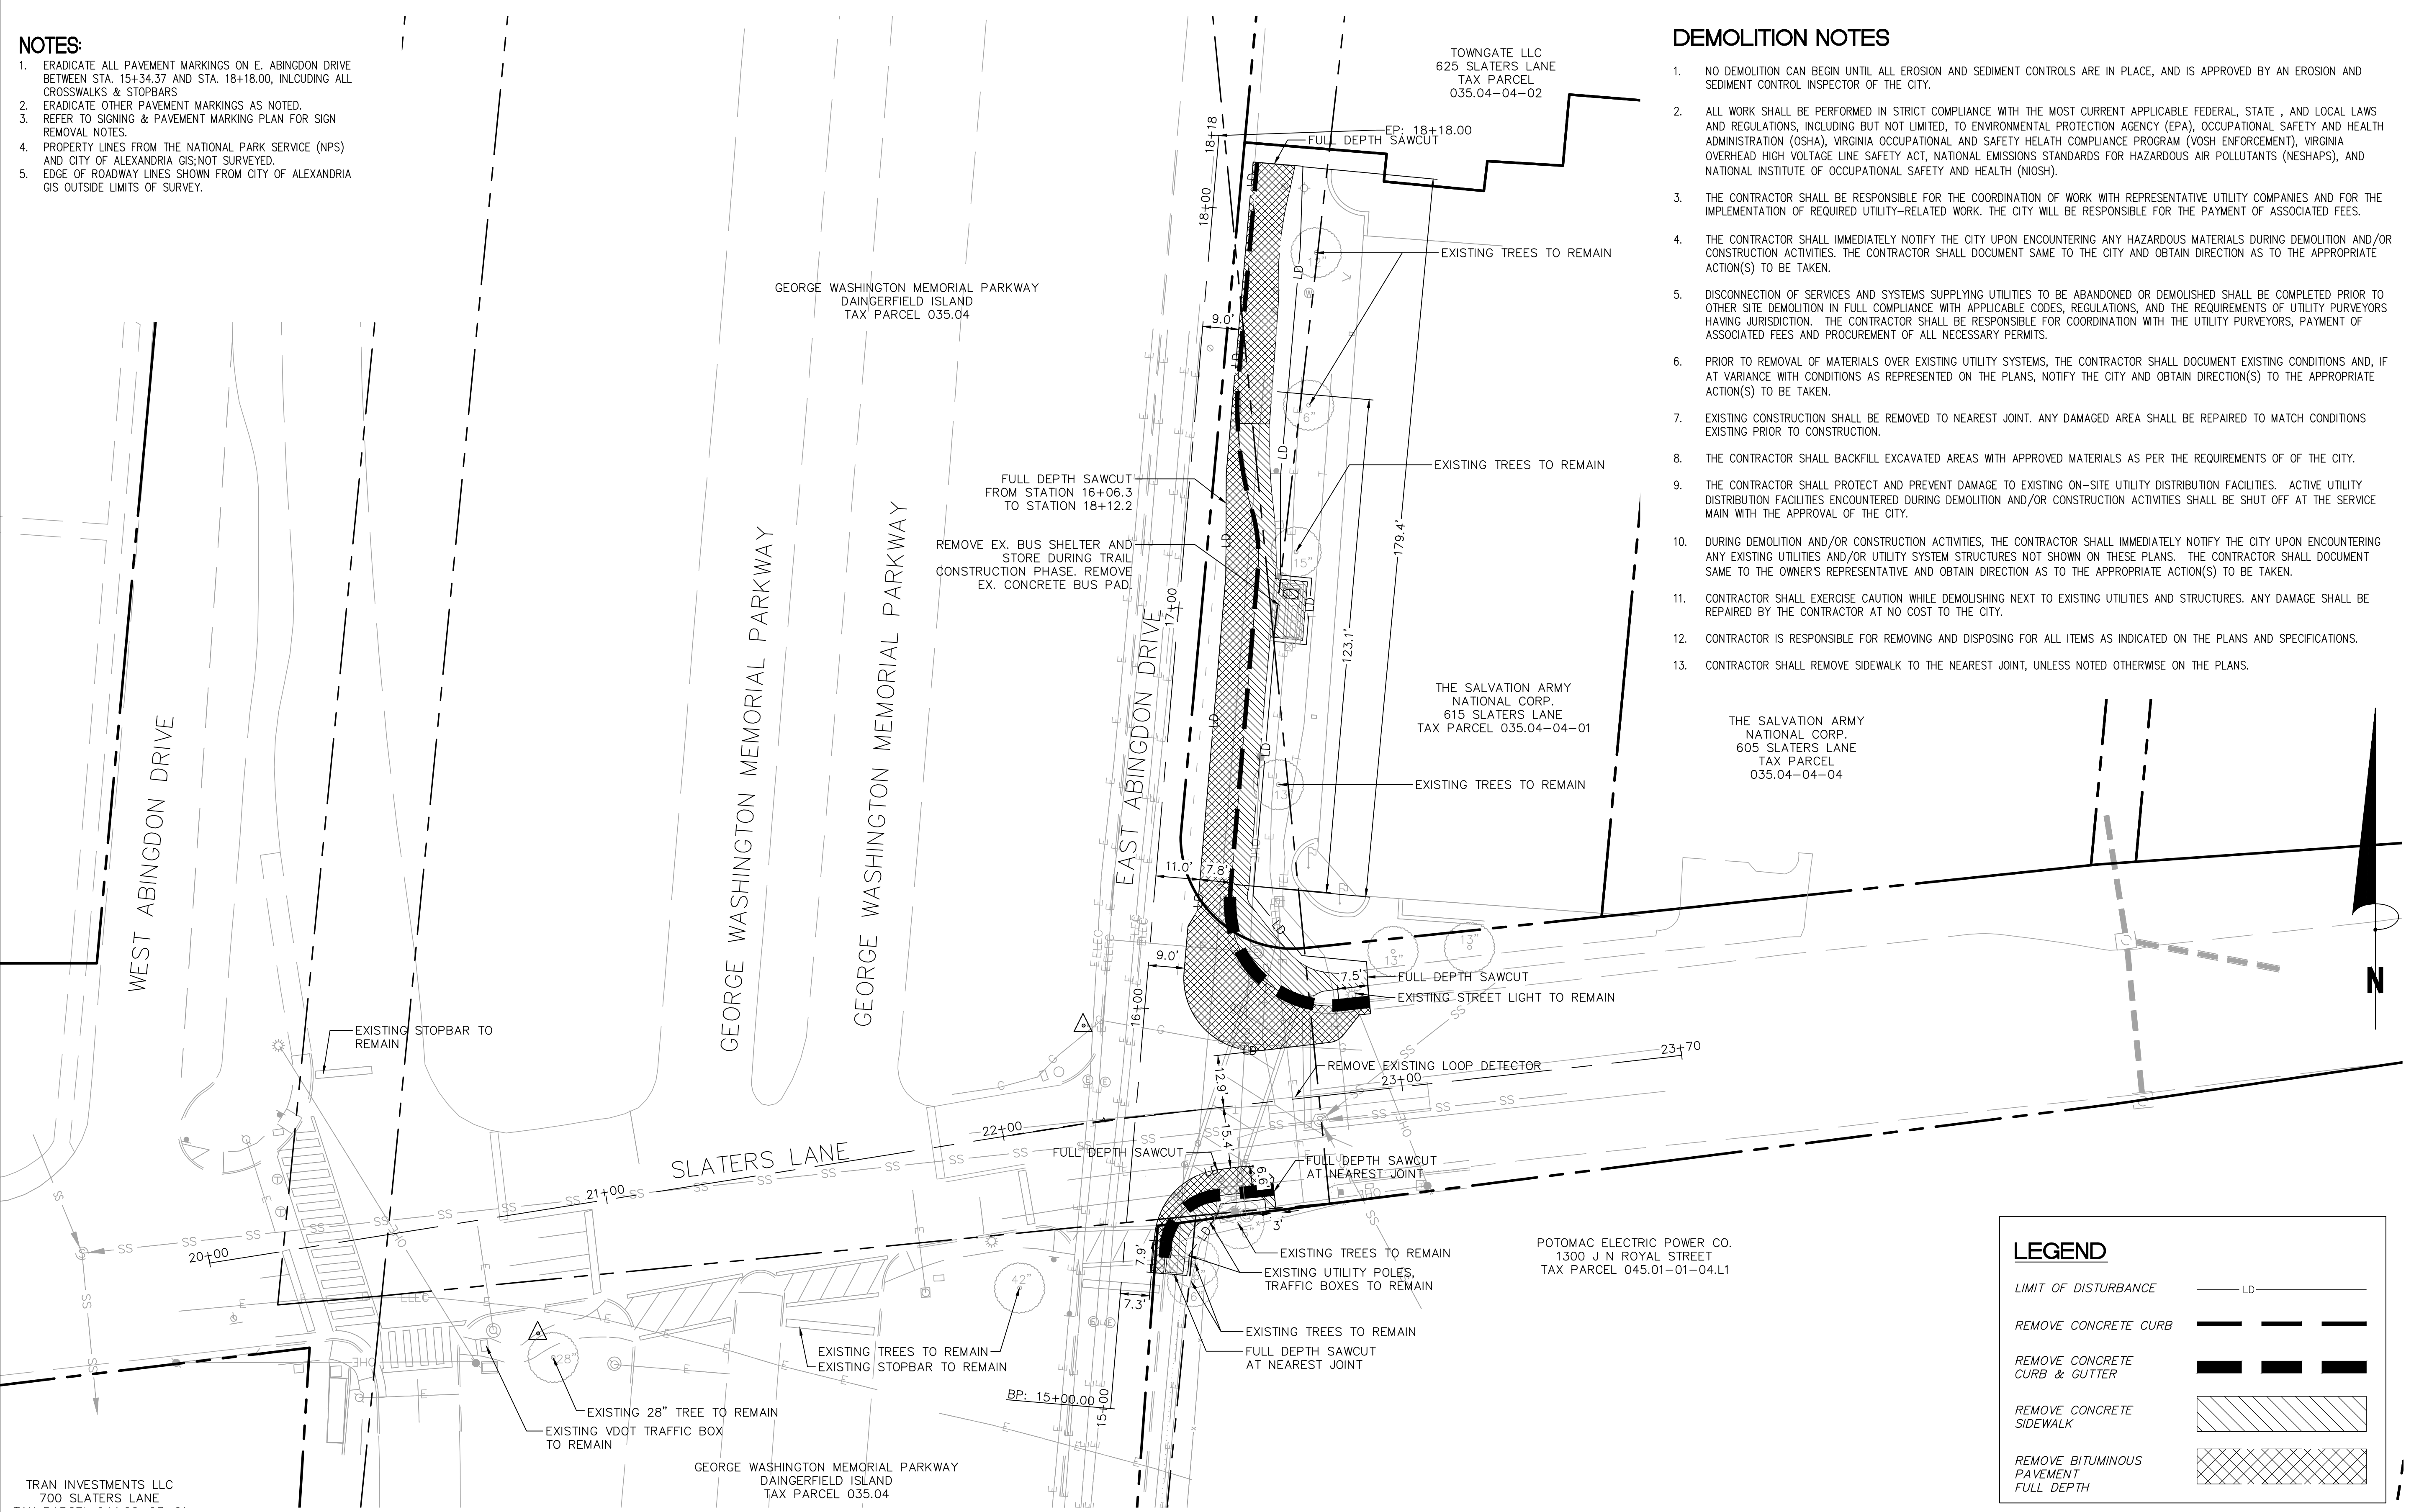 NOTES:
1. ERADICATE ALL PAVEMENT MARKINGS ON E. ABINGDON DRIVE
BETWEEN STA. 15+34.37 AND STA. 18+18.00, INLCUDING ALL
CROSSWALKS & STOPBARS
2. ERADICATE OTHER PAVEMENT MARKINGS AS NOTED.
3. REFER TO SIGNING & PAVEMENT MARKING PLAN FOR SIGN
REMOVAL NOTES.
4. PROPERTY LINES FROM THE NATIONAL PARK SERVICE (NPS)
AND CITY OF ALEXANDRIA GIS;NOT SURVEYED.
5. EDGE OF ROADWAY LINES SHOWN FROM CITY OF ALEXANDRIA
GIS OUTSIDE LIMITS OF SURVEY.
DEMOLITION NOTES
1. NO DEMOLITION CAN BEGIN UNTIL ALL EROSION AND SEDIMENT CONTROLS ARE IN PLACE, AND IS APPROVED BY AN EROSION AND
SEDIMENT CONTROL INSPECTOR OF THE CITY.
2. ALL WORK SHALL BE PERFORMED IN STRICT COMPLIANCE WITH THE MOST CURRENT APPLICABLE FEDERAL, STATE , AND LOCAL LAWS
AND REGULATIONS, INCLUDING BUT NOT LIMITED, TO ENVIRONMENTAL PROTECTION AGENCY (EPA), OCCUPATIONAL SAFETY AND HEALTH
ADMINISTRATION (OSHA), VIRGINIA OCCUPATIONAL AND SAFETY HELATH COMPLIANCE PROGRAM (VOSH ENFORCEMENT), VIRGINIA
OVERHEAD HIGH VOLTAGE LINE SAFETY ACT, NATIONAL EMISSIONS STANDARDS FOR HAZARDOUS AIR POLLUTANTS (NESHAPS), AND
NATIONAL INSTITUTE OF OCCUPATIONAL SAFETY AND HEALTH (NIOSH).
3. THE CONTRACTOR SHALL BE RESPONSIBLE FOR THE COORDINATION OF WORK WITH REPRESENTATIVE UTILITY COMPANIES AND FOR THE
IMPLEMENTATION OF REQUIRED UTILITY-RELATED WORK. THE CITY WILL BE RESPONSIBLE FOR THE PAYMENT OF ASSOCIATED FEES.
4. THE CONTRACTOR SHALL IMMEDIATELY NOTIFY THE CITY UPON ENCOUNTERING ANY HAZARDOUS MATERIALS DURING DEMOLITION AND/OR
CONSTRUCTION ACTIVITIES. THE CONTRACTOR SHALL DOCUMENT SAME TO THE CITY AND OBTAIN DIRECTION AS TO THE APPROPRIATE
ACTION(S) TO BE TAKEN.
5. DISCONNECTION OF SERVICES AND SYSTEMS SUPPLYING UTILITIES TO BE ABANDONED OR DEMOLISHED SHALL BE COMPLETED PRIOR TO
OTHER SITE DEMOLITION IN FULL COMPLIANCE WITH APPLICABLE CODES, REGULATIONS, AND THE REQUIREMENTS OF UTILITY PURVEYORS
HAVING JURISDICTION. THE CONTRACTOR SHALL BE RESPONSIBLE FOR COORDINATION WITH THE UTILITY PURVEYORS, PAYMENT OF
ASSOCIATED FEES AND PROCUREMENT OF ALL NECESSARY PERMITS.
6. PRIOR TO REMOVAL OF MATERIALS OVER EXISTING UTILITY SYSTEMS, THE CONTRACTOR SHALL DOCUMENT EXISTING CONDITIONS AND, IF
AT VARIANCE WITH CONDITIONS AS REPRESENTED ON THE PLANS, NOTIFY THE CITY AND OBTAIN DIRECTION(S) TO THE APPROPRIATE
ACTION(S) TO BE TAKEN.
7. EXISTING CONSTRUCTION SHALL BE REMOVED TO NEAREST JOINT. ANY DAMAGED AREA SHALL BE REPAIRED TO MATCH CONDITIONS
EXISTING PRIOR TO CONSTRUCTION.
8. THE CONTRACTOR SHALL BACKFILL EXCAVATED AREAS WITH APPROVED MATERIALS AS PER THE REQUIREMENTS OF OF THE CITY.
9. THE CONTRACTOR SHALL PROTECT AND PREVENT DAMAGE TO EXISTING ON-SITE UTILITY DISTRIBUTION FACILITIES. ACTIVE UTILITY
DISTRIBUTION FACILITIES ENCOUNTERED DURING DEMOLITION AND/OR CONSTRUCTION ACTIVITIES SHALL BE SHUT OFF AT THE SERVICE
MAIN WITH THE APPROVAL OF THE CITY.
10. DURING DEMOLITION AND/OR CONSTRUCTION ACTIVITIES, THE CONTRACTOR SHALL IMMEDIATELY NOTIFY THE CITY UPON ENCOUNTERING
ANY EXISTING UTILITIES AND/OR UTILITY SYSTEM STRUCTURES NOT SHOWN ON THESE PLANS. THE CONTRACTOR SHALL DOCUMENT
SAME TO THE OWNER'S REPRESENTATIVE AND OBTAIN DIRECTION AS TO THE APPROPRIATE ACTION(S) TO BE TAKEN.
11. CONTRACTOR SHALL EXERCISE CAUTION WHILE DEMOLISHING NEXT TO EXISTING UTILITIES AND STRUCTURES. ANY DAMAGE SHALL BE
REPAIRED BY THE CONTRACTOR AT NO COST TO THE CITY.
12. CONTRACTOR IS RESPONSIBLE FOR REMOVING AND DISPOSING FOR ALL ITEMS AS INDICATED ON THE PLANS AND SPECIFICATIONS.
13. CONTRACTOR SHALL REMOVE SIDEWALK TO THE NEAREST JOINT, UNLESS NOTED OTHERWISE ON THE PLANS.
TOWNGATE LLC
625 SLATERS LANE
TAX PARCEL
035.04-04-02
18+18
EP: 18+18.00
FULL DEPTH SAWCUT
18+00
EXISTING TREES TO REMAIN
GEORGE WASHINGTON MEMORIAL PARKWAY
DAINGERFIELD ISLAND
TAX PARCEL 035.04
9.0'
6"
EXISTING TREES TO REMAIN
FULL DEPTH SAWCUT
FROM STATION 16+06.3
TO STATION 18+12.2
179.4'
REMOVE EX. BUS SHELTER AND
STORE DURING TRAIL
CONSTRUCTION PHASE. REMOVE
EX. CONCRETE BUS PAD.
15"
17+00
123.1'
THE SALVATION ARMY
NATIONAL CORP.
615 SLATERS LANE
TAX PARCEL 035.04-04-01
THE SALVATION ARMY
NATIONAL CORP.
605 SLATERS LANE
TAX PARCEL
035.04-04-04
WEST ABINGDON DRIVE
GEORGE WASHINGTON MEMORIAL PARKWAY
GEORGE WASHINGTON MEMORIAL PARKWAY
EAST ABINGDON DRIVE
EXISTING TREES TO REMAIN
11.0'
7.8'
13"
13"
9.0'
7.5'
FULL DEPTH SAWCUT
EXISTING STREET LIGHT TO REMAIN
N
16+00
EXISTING STOPBAR TO
REMAIN
23+70
REMOVE EXISTING LOOP DETECTOR
23+00
12.9'
22+00
15.4'
SLATERS LANE
FULL DEPTH SAWCUT
FULL DEPTH SAWCUT
AT NEAREST JOINT
6.6'
21+00
20+00
3'
7.9'
EXISTING TREES TO REMAIN
EXISTING UTILITY POLES,
TRAFFIC BOXES TO REMAIN
POTOMAC ELECTRIC POWER CO.
1300 J N ROYAL STREET
TAX PARCEL 045.01-01-04.L1
42"
7.3'
EXISTING TREES TO REMAIN
FULL DEPTH SAWCUT
AT NEAREST JOINT
EXISTING TREES TO REMAIN
EXISTING STOPBAR TO REMAIN
28"
BP: 15+00.00
15+00
EXISTING 28" TREE TO REMAIN
EXISTING VDOT TRAFFIC BOX
TO REMAIN
GEORGE WASHINGTON MEMORIAL PARKWAY
DAINGERFIELD ISLAND
TAX PARCEL 035.04
TRAN INVESTMENTS LLC
700 SLATERS LANE
LEGEND
LIMIT OF DISTURBANCE LD
REMOVE CONCRETE CURB
REMOVE CONCRETE
CURB & GUTTER
REMOVE CONCRETE
SIDEWALK
REMOVE BITUMINOUS
PAVEMENT
FULL DEPTH